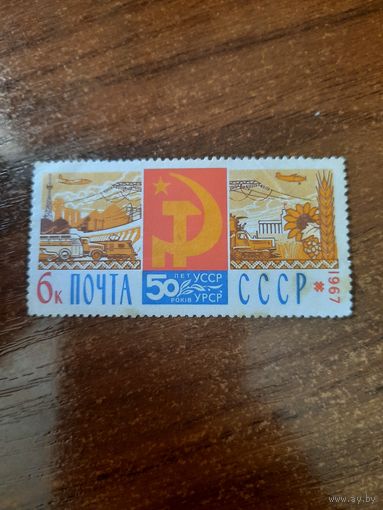 6к ПОЧТА
50 ЛЕТ УССР
РОКІВ УРСР
СССР
* 1967
www.ay.by